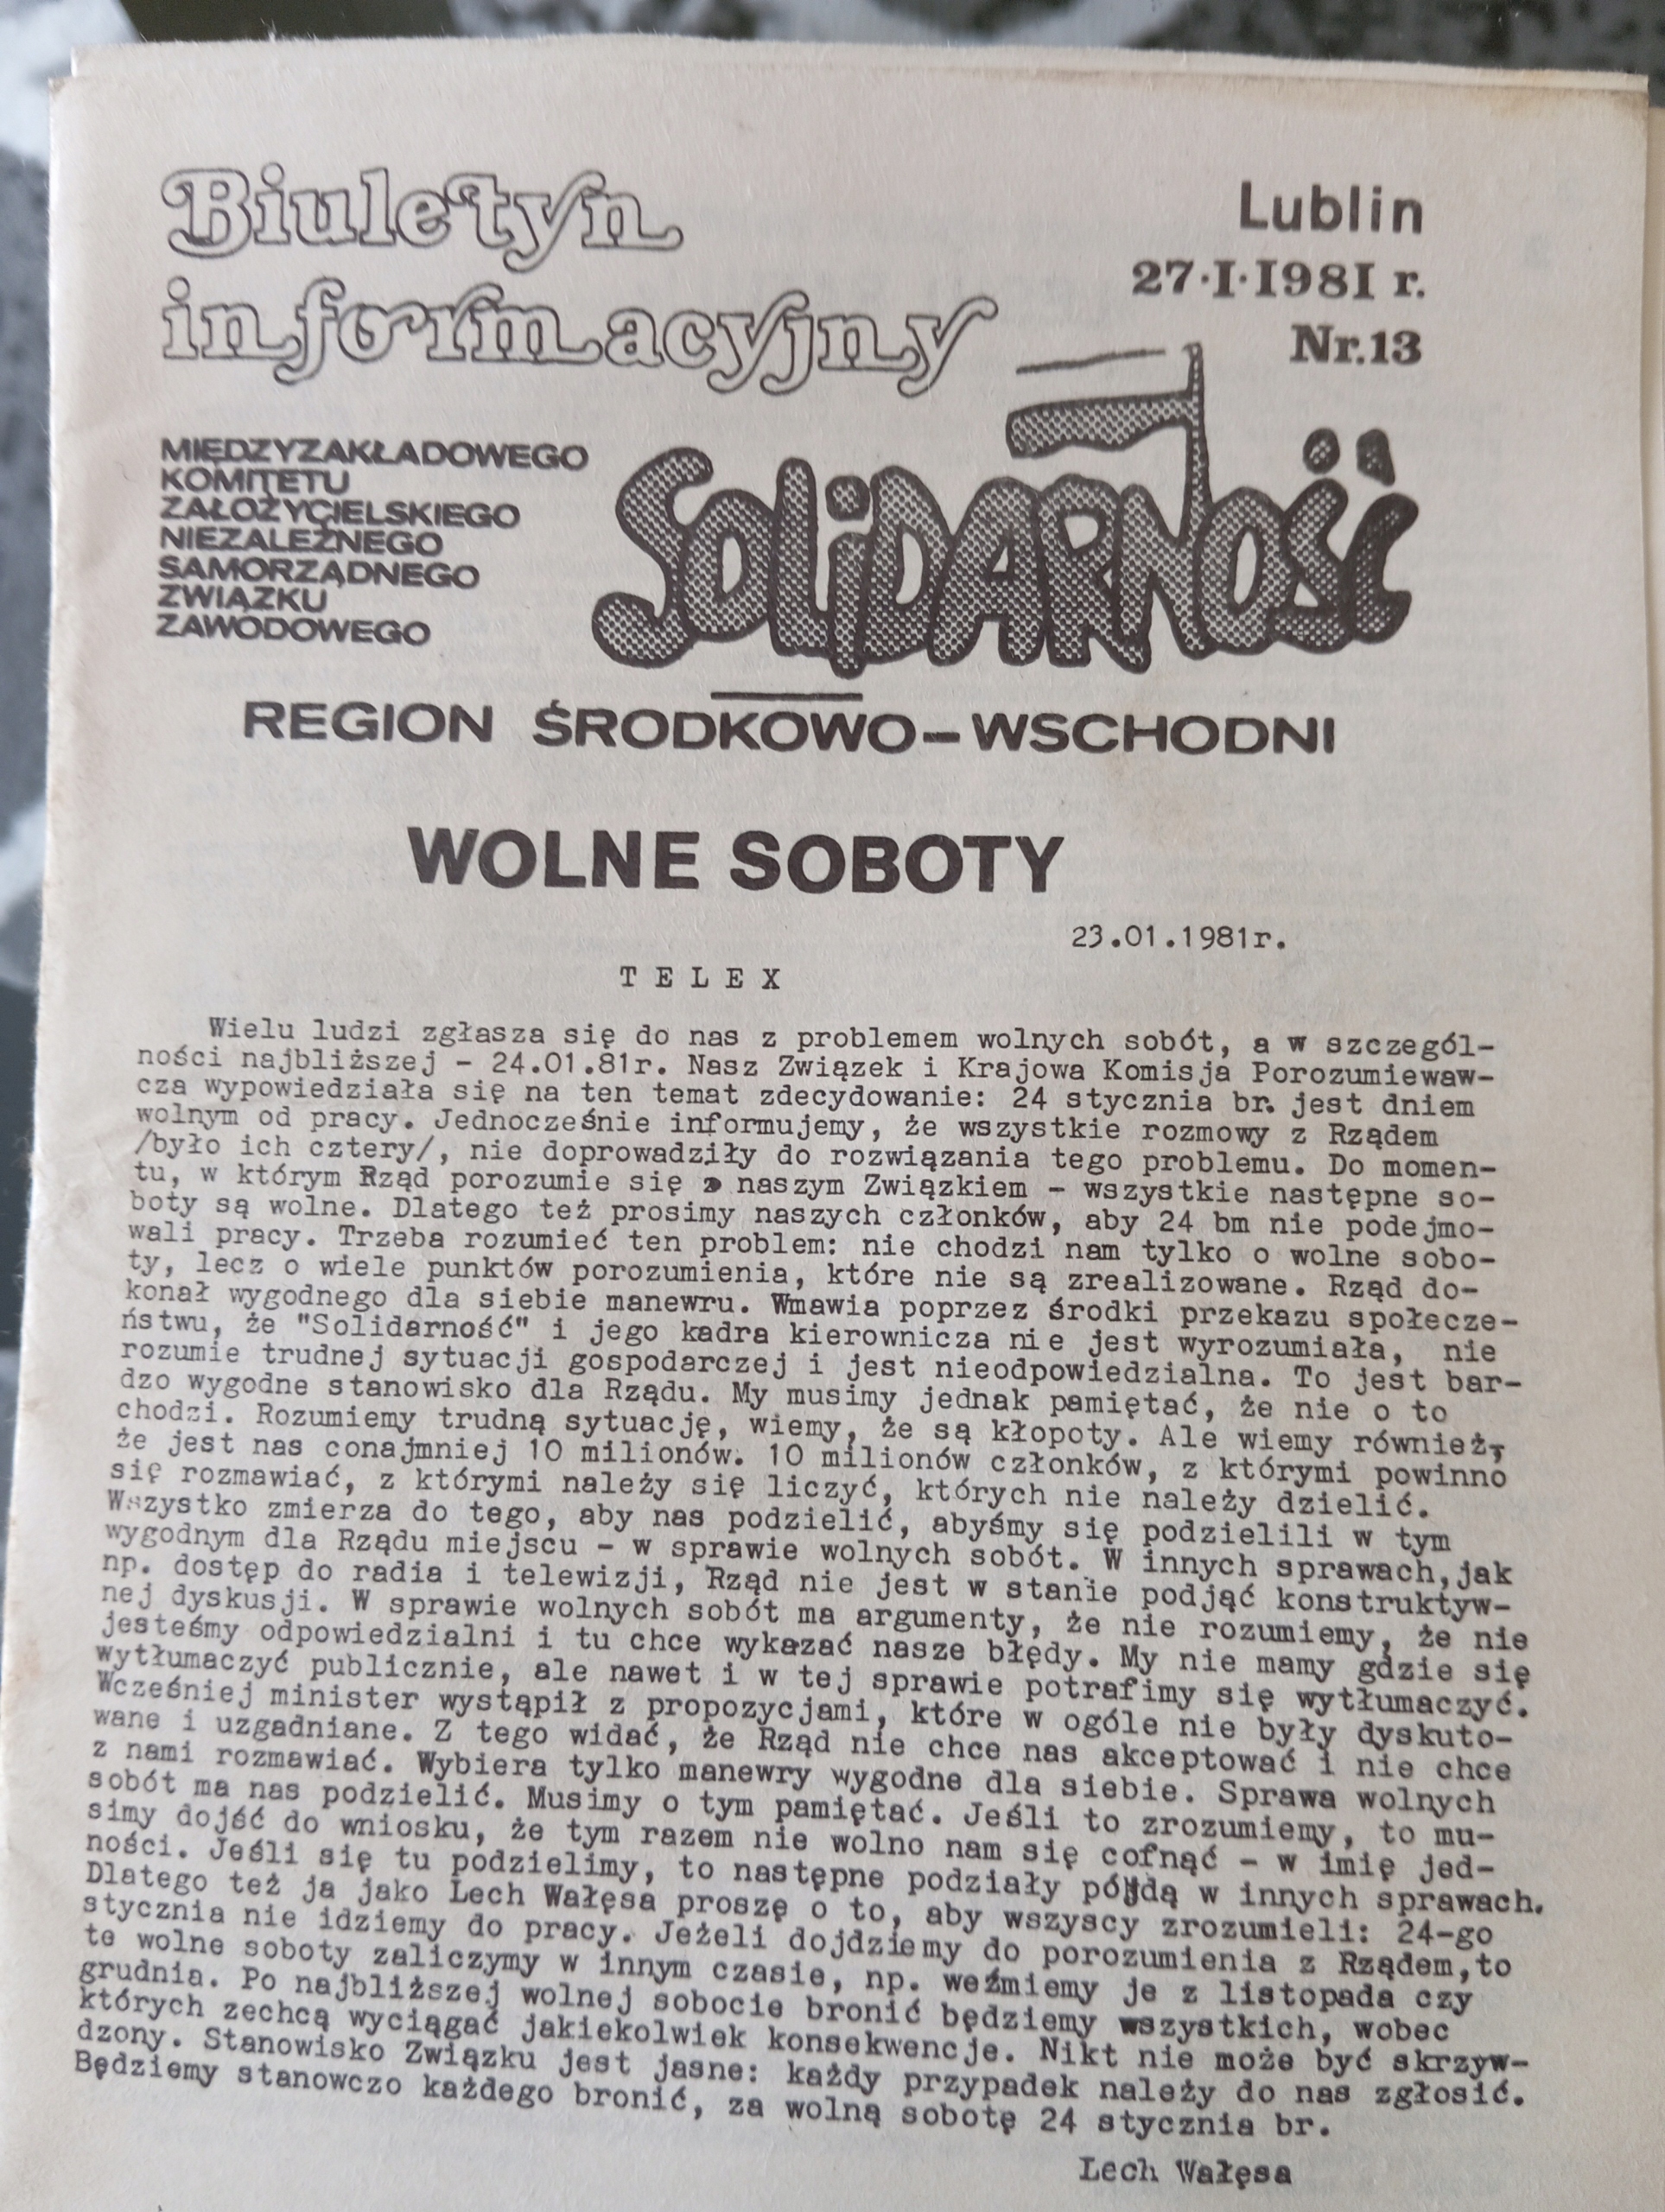 Biuletyn
informacyjny
Lublin
27·I·1981 r.
Nr.13
MIĘDZYZAKŁADOWEGO
KOMITETU
ZAŁOŻYCIELSKIEGO
NIEZALEŻNEGO
SAMORZĄDNEGO
ZWIĄZKU
ZAWODOWEGO
SOLiDARNOŚĆ
REGION ŚRODKOWO-WSCHODNI
WOLNE SOBOTY
23.01.1981r.
T E L E X
Wielu ludzi zgłasza się do nas z problemem wolnych sobót, a w szczegól-
ności najbliższej - 24.01.81r. Nasz Związek i Krajowa Komisja Porozumiewaw-
cza wypowiedziała się na ten temat zdecydowanie: 24 stycznia br. jest dniem
wolnym od pracy. Jednocześnie informujemy, że wszystkie rozmowy z Rządem
/było ich cztery/, nie doprowadziły do rozwiązania tego problemu. Do momen-
tu, w którym Rząd porozumie się z naszym Związkiem - wszystkie następne so-
boty są wolne. Dlatego też prosimy naszych członków, aby 24 bm nie podejmo-
wali pracy. Trzeba rozumieć ten problem: nie chodzi nam tylko o wolne sobo-
ty, lecz o wiele punktów porozumienia, które nie są zrealizowane. Rząd do-
konał wygodnego dla siebie manewru. Wmawia poprzez środki przekazu społecze-
ństwu, że "Solidarność" i jego kadra kierownicza nie jest wyrozumiała, nie
rozumie trudnej sytuacji gospodarczej i jest nieodpowiedzialna. To jest bar-
dzo wygodne stanowisko dla Rządu. My musimy jednak pamiętać, że nie o to
chodzi. Rozumiemy trudną sytuację, wiemy, że są kłopoty. Ale wiemy również,
że jest nas conajmniej 10 milionów. 10 milionów członków, z którymi powinno
się rozmawiać, z którymi należy się liczyć, których nie należy dzielić.
Wszystko zmierza do tego, aby nas podzielić, abyśmy się podzielili w tym
wygodnym dla Rządu miejscu - w sprawie wolnych sobót. W innych sprawach,jak
np. dostęp do radia i telewizji, Rząd nie jest w stanie podjąć konstruktyw-
nej dyskusji. W sprawie wolnych sobót ma argumenty, że nie rozumiemy, że nie
jesteśmy odpowiedzialni i tu chce wykazać nasze błędy. My nie mamy gdzie się
wytłumaczyć publicznie, ale nawet i w tej sprawie potrafimy się wytłumaczyć.
Wcześniej minister wystąpił z propozycjami, które w ogóle nie były dyskuto-
wane i uzgadniane. Z tego widać, że Rząd nie chce nas akceptować i nie chce
z nami rozmawiać. Wybiera tylko manewry wygodne dla siebie. Sprawa wolnych
sobót ma nas podzielić. Musimy o tym pamiętać. Jeśli to zrozumiemy, to mu-
simy dojść do wniosku, że tym razem nie wolno nam się cofnąć - w imię jed-
ności. Jeśli się tu podzielimy, to następne podziały pójdą w innych sprawach.
Dlatego też ja jako Lech Wałęsa proszę o to, aby wszyscy zrozumieli: 24-go
stycznia nie idziemy do pracy. Jeżeli dojdziemy do porozumienia z Rządem,to
te wolne soboty zaliczymy w innym czasie, np. weźmiemy je z listopada czy
grudnia. Po najbliższej wolnej sobocie bronić będziemy wszystkich, wobec
których zechcą wyciągać jakiekolwiek konsekwencje. Nikt nie może być skrzyw-
dzony. Stanowisko Związku jest jasne: każdy przypadek należy do nas zgłosić.
Będziemy stanowczo każdego bronić, za wolną sobotę 24 stycznia br.
Lech Wałęsa